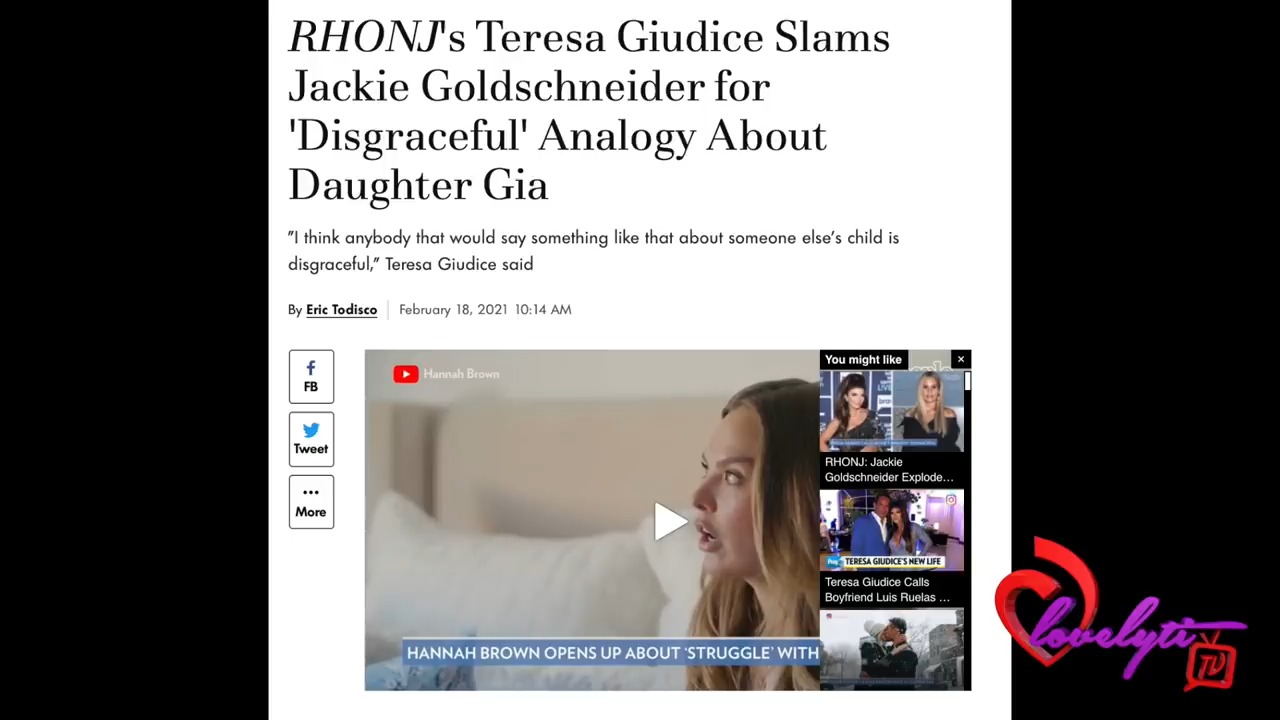 RHONJ's Teresa Giudice Slams
Jackie Goldschneider for
'Disgraceful' Analogy About
Daughter Gia
"I think anybody that would say something like that about someone else's child is
disgraceful," Teresa Giudice said
By Eric Todisco
February 18, 2021 10:14 AM
FB
Tweet
More
Hannah Brown
HANNAH BROWN OPENS UP ABOUT 'STRUGGLE' WITH
You might like
×
RHONJ: Jackie
Goldschneider Explode...
TERESA GIUDICE'S NEW LIFE
Teresa Giudice Calls
Boyfriend Luis Ruelas ...
lovelyti
TV